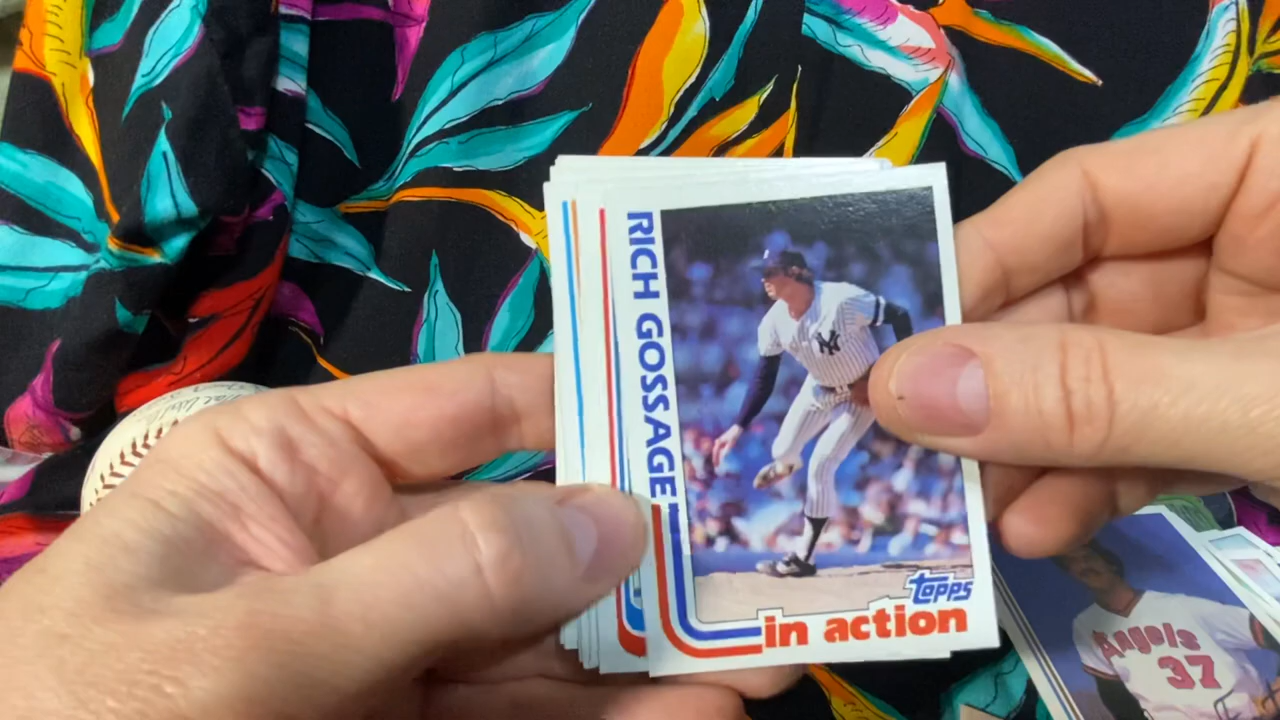 RICH GOSSAGE
NY
topps
in action
Angels
37